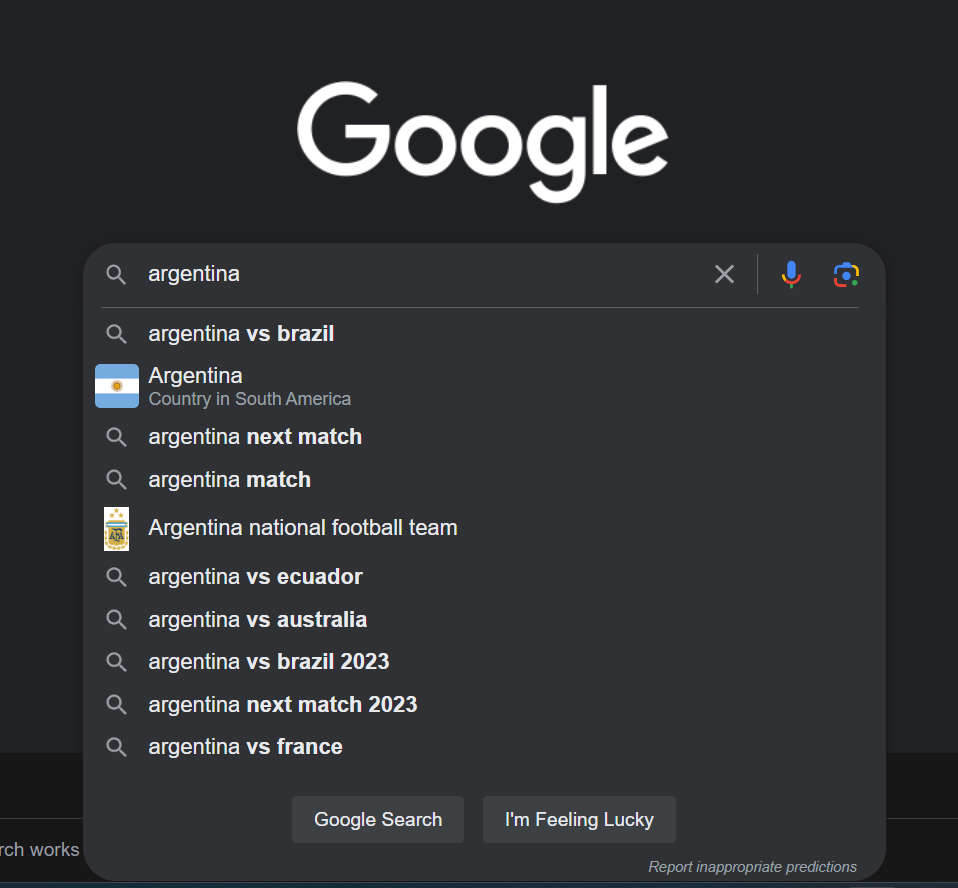 Google
argentina
argentina vs brazil
Argentina
Country in South America
argentina next match
argentina match
AFA
Argentina national football team
argentina vs ecuador
argentina vs australia
argentina vs brazil 2023
argentina next match 2023
argentina vs france
Google Search I'm Feeling Lucky
rch works
Report inappropriate predictions